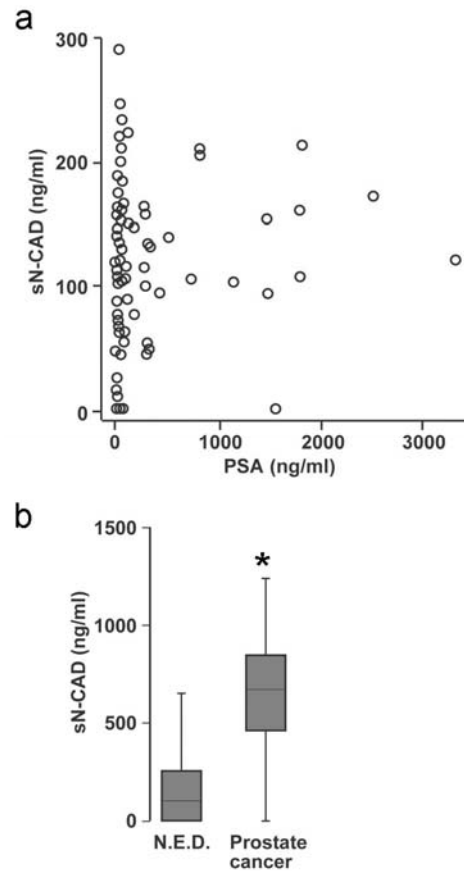 a
300
200
100
0
sN-CAD (ng/ml)
0 1000 2000 3000
PSA (ng/ml)
b
1500
1000
500
0
sN-CAD (ng/ml)
*
N.E.D. Prostate
cancer